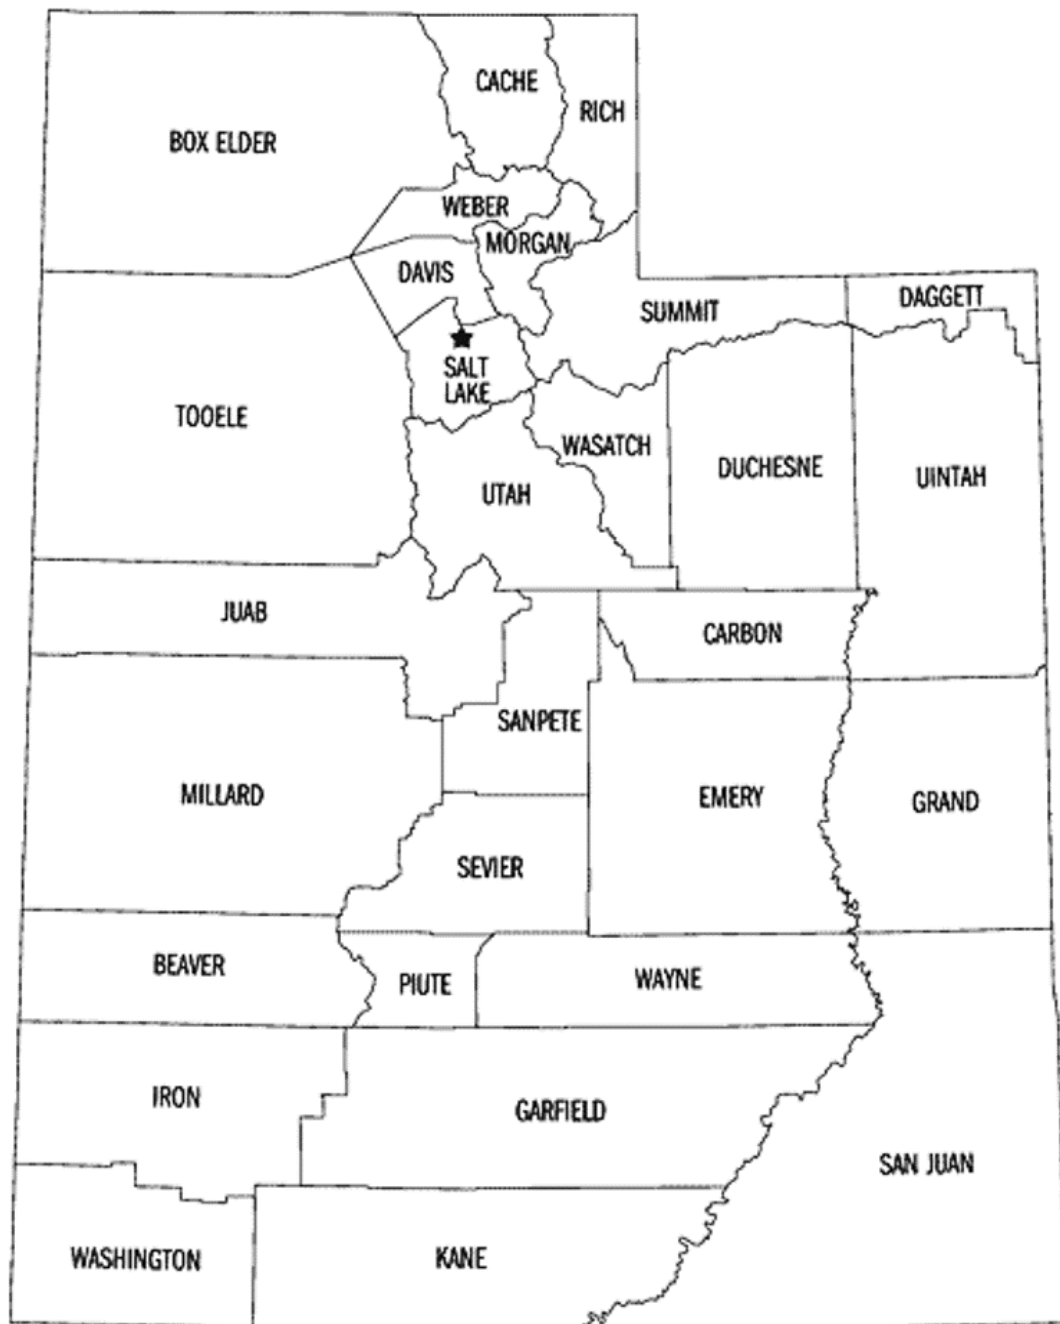 CACHE
RICH
BOX ELDER
WEBER
MORGAN
DAVIS
SUMMIT
DAGGETT
SALT
LAKE
TOOELE
WASATCH
DUCHESNE
UINTAH
UTAH
JUAB
CARBON
SANPETE
MILLARD
EMERY
GRAND
SEVIER
BEAVER
PIUTE
WAYNE
IRON
GARFIELD
SAN JUAN
WASHINGTON
KANE